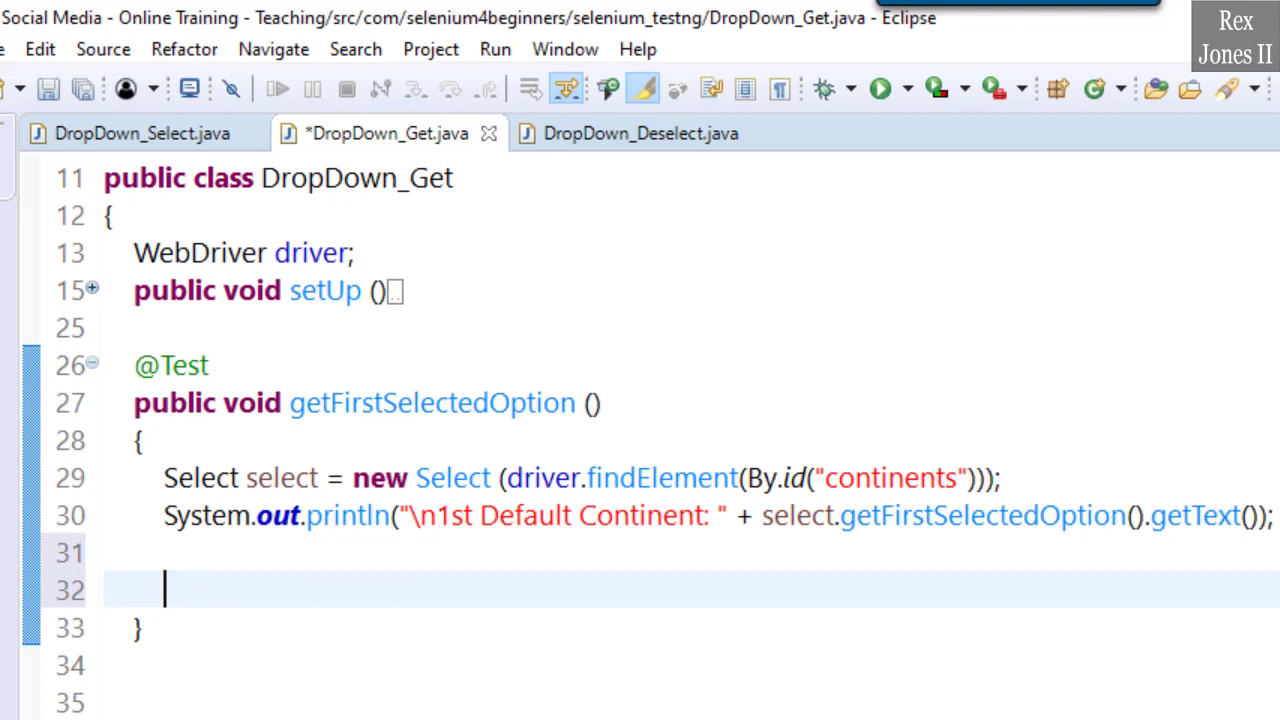 Social Media - Online Training - Teaching/src/com/selenium4beginners/selenium_testng/DropDown_Get.java - Eclipse
Rex
Jones II
Edit Source Refactor Navigate Search Project Run Window Help
DropDown_Select.java *DropDown_Get.java DropDown_Deselect.java
11 public class DropDown_Get
12 {
13 WebDriver driver;
15 public void setUp ()
25
26 @Test
27 public void getFirstSelectedOption ()
28 {
29 Select select = new Select (driver.findElement(By.id("continents")));
30 System.out.println("\n1st Default Continent: " + select.getFirstSelectedOption().getText());
31
32
33 }
34
35